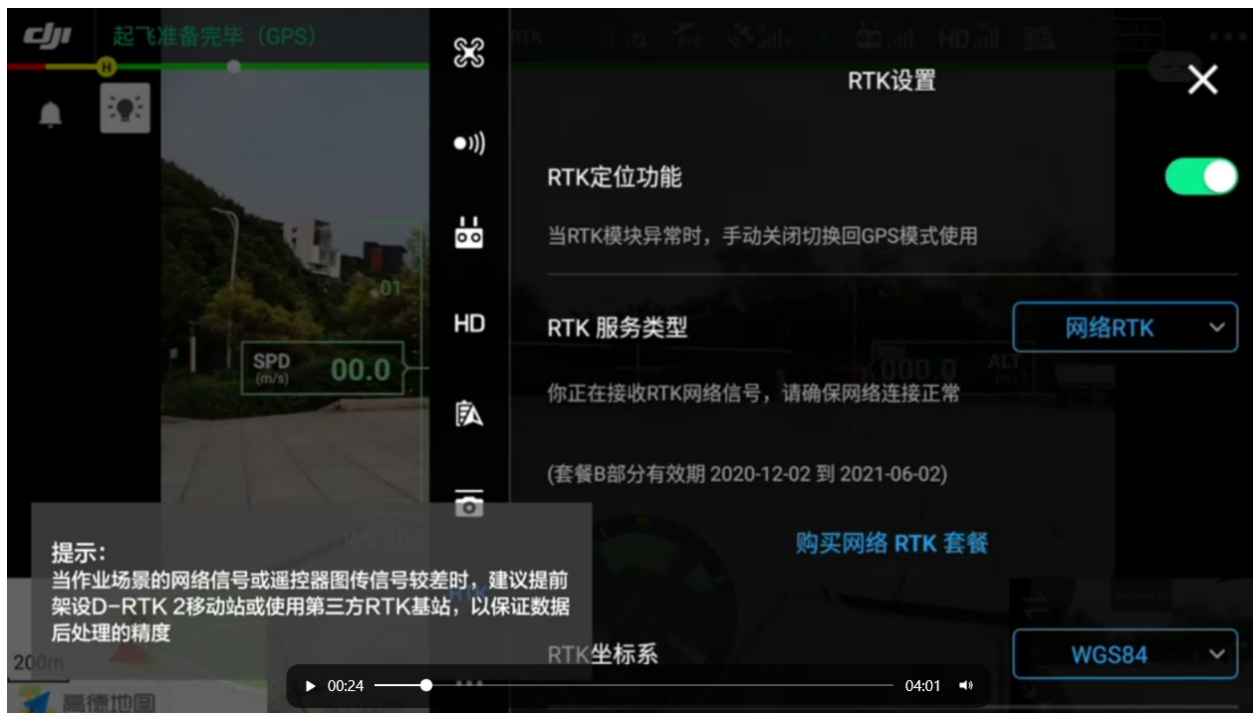 dji
起飞准备完毕（GPS）
RTK
HD
H
RTK设置
RTK定位功能
当RTK模块异常时，手动关闭切换回GPS模式使用
01
25
HD
RTK 服务类型
网络RTK
SPD
(m/s)
00.0
000.0
ALT
(m)
你正在接收RTK网络信号，请确保网络连接正常
(套餐B部分有效期 2020-12-02 到 2021-06-02)
购买网络 RTK 套餐
提示：
当作业场景的网络信号或遥控器图传信号较差时，建议提前
架设D-RTK 2移动站或使用第三方RTK基站，以保证数据
后处理的精度
RTK
RTK坐标系
WGS84
200m
高德地图
00:24
04:01